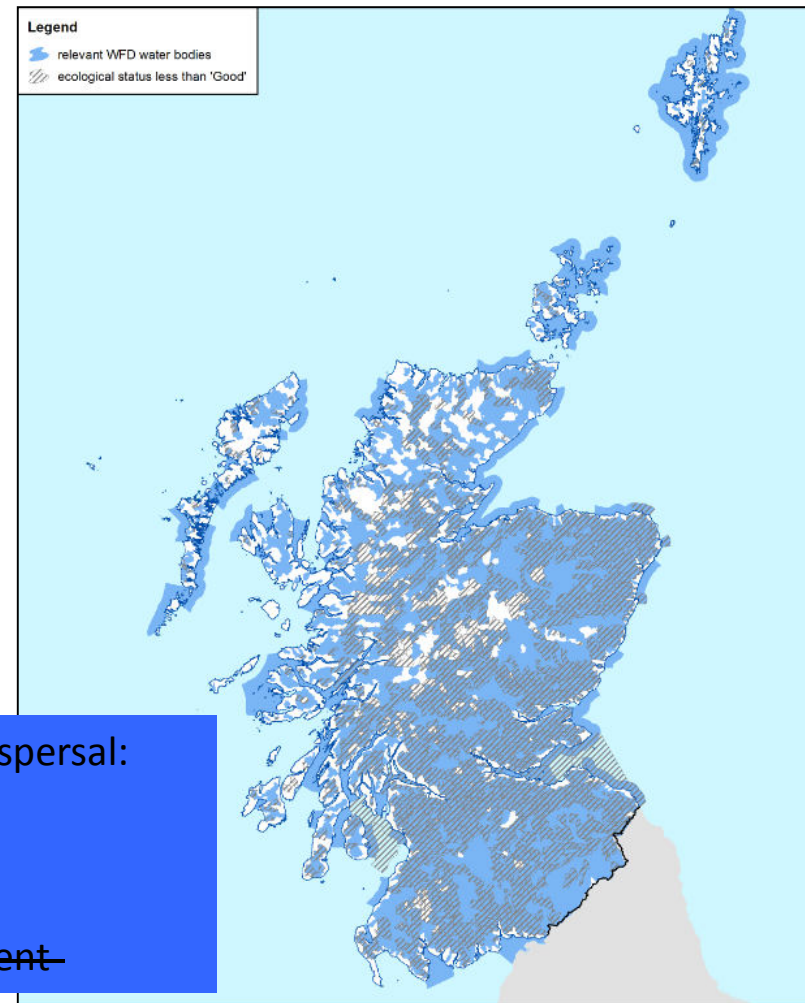 Legend
relevant WFD water bodies
ecological status less than 'Good'
spersal:
ent